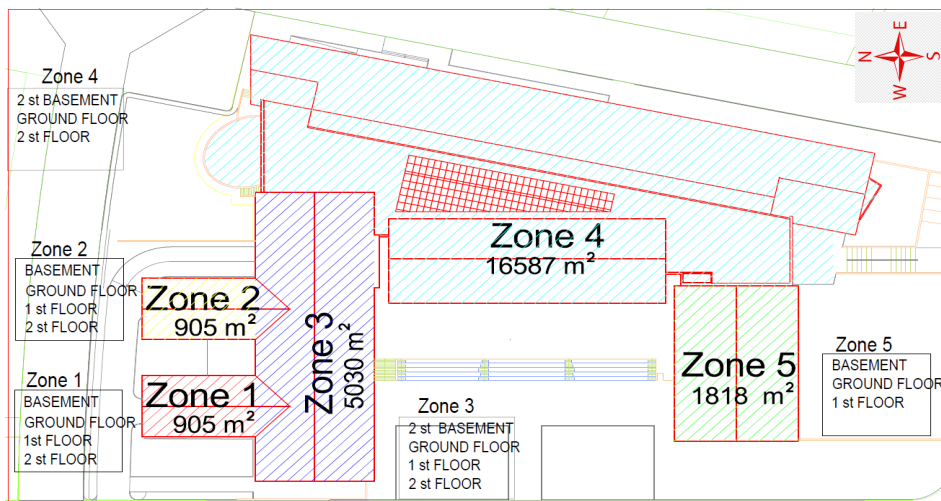 Zone 4
2 st BASEMENT
GROUND FLOOR
2 st FLOOR
N
E
S
W
Zone 2
BASEMENT
GROUND FLOOR
1 st FLOOR
2 st FLOOR
Zone 4
16587 m²
Zone 2
905 m²
Zone 3
5030 m²
Zone 1
905 m²
Zone 5
1818 m²
Zone 1
BASEMENT
GROUND FLOOR
1st FLOOR
2 st FLOOR
Zone 3
2 st BASEMENT
GROUND FLOOR
1 st FLOOR
2 st FLOOR
Zone 5
BASEMENT
GROUND FLOOR
1 st FLOOR